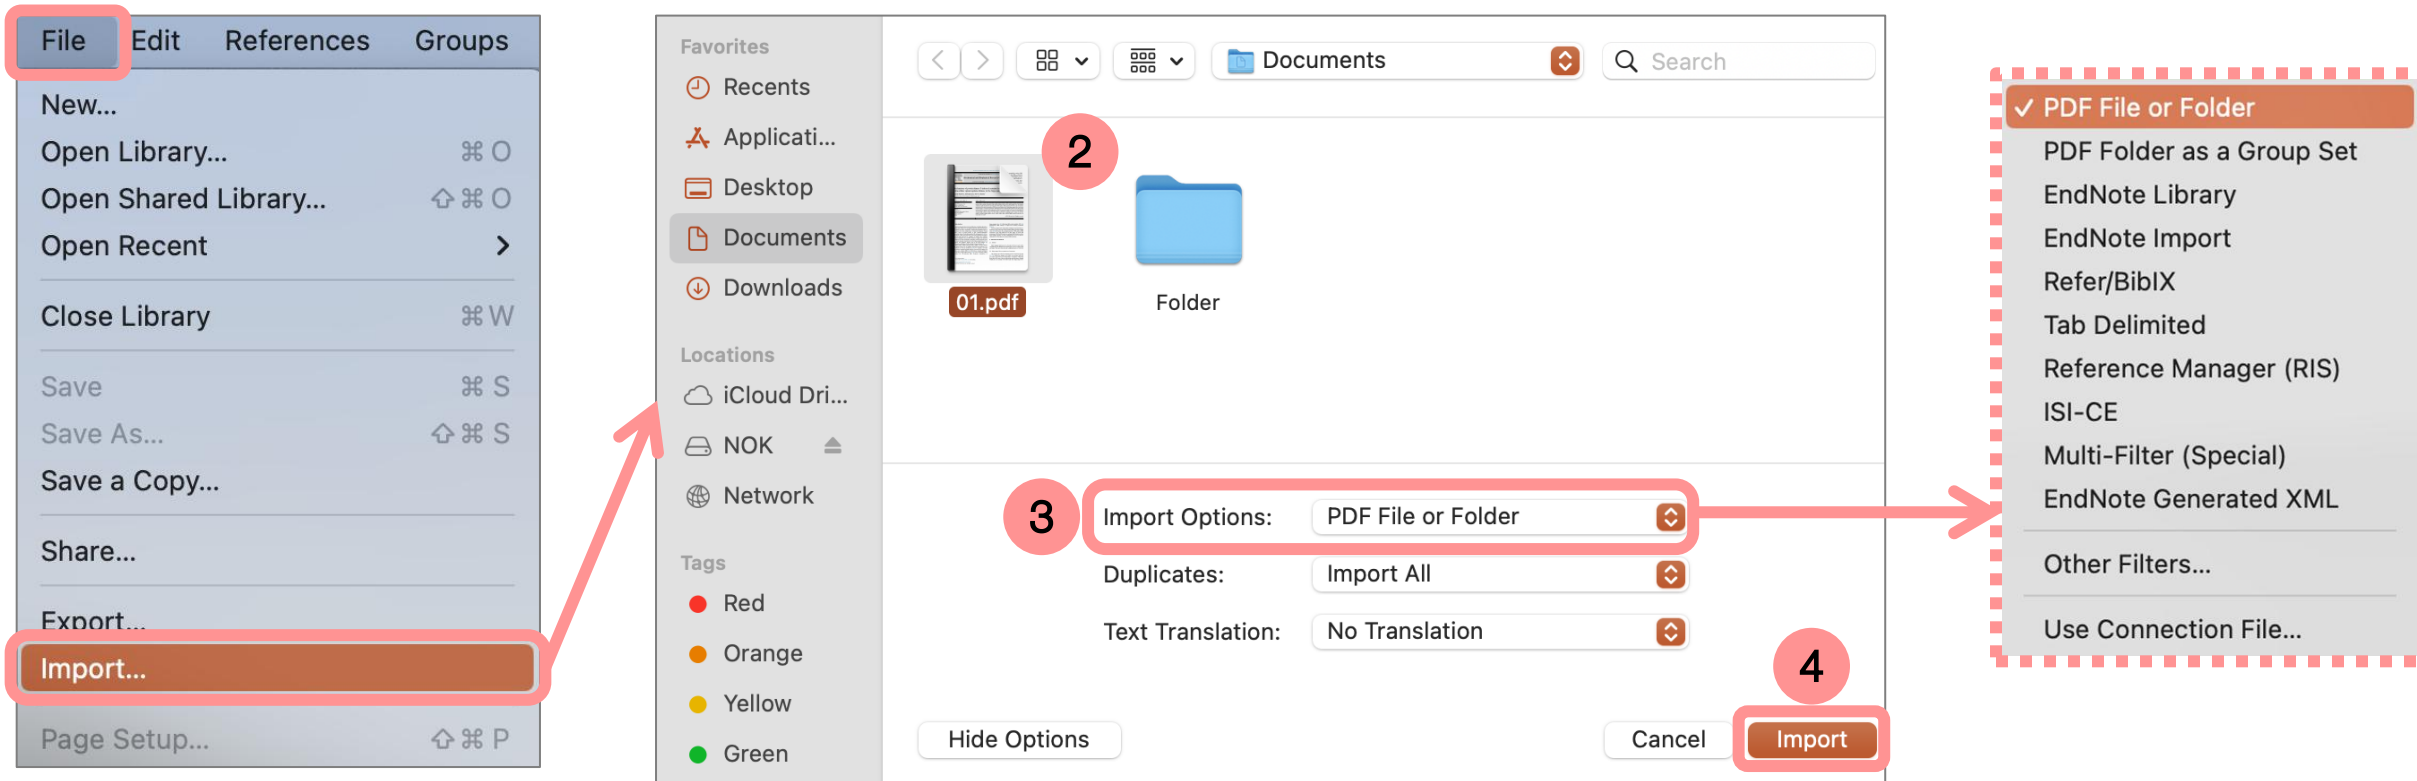 File Edit References Groups
New...
Open Library... ⌘ O
Open Shared Library... ⇧ ⌘ O
Open Recent
Close Library ⌘ W
Save ⌘ S
Save As... ⇧ ⌘ S
Save a Copy...
Share...
Export...
Import...
Page Setup... ⇧ ⌘ P
Favorites
Recents
Applicati...
Desktop
Documents
Downloads
Locations
iCloud Dri...
NOK
Network
Tags
Red
Orange
Yellow
Green
Documents
Search
2
01.pdf
Folder
3
Import Options: PDF File or Folder
Duplicates: Import All
Text Translation: No Translation
4
Hide Options
Cancel
Import
✓ PDF File or Folder
PDF Folder as a Group Set
EndNote Library
EndNote Import
Refer/BibIX
Tab Delimited
Reference Manager (RIS)
ISI-CE
Multi-Filter (Special)
EndNote Generated XML
Other Filters...
Use Connection File...